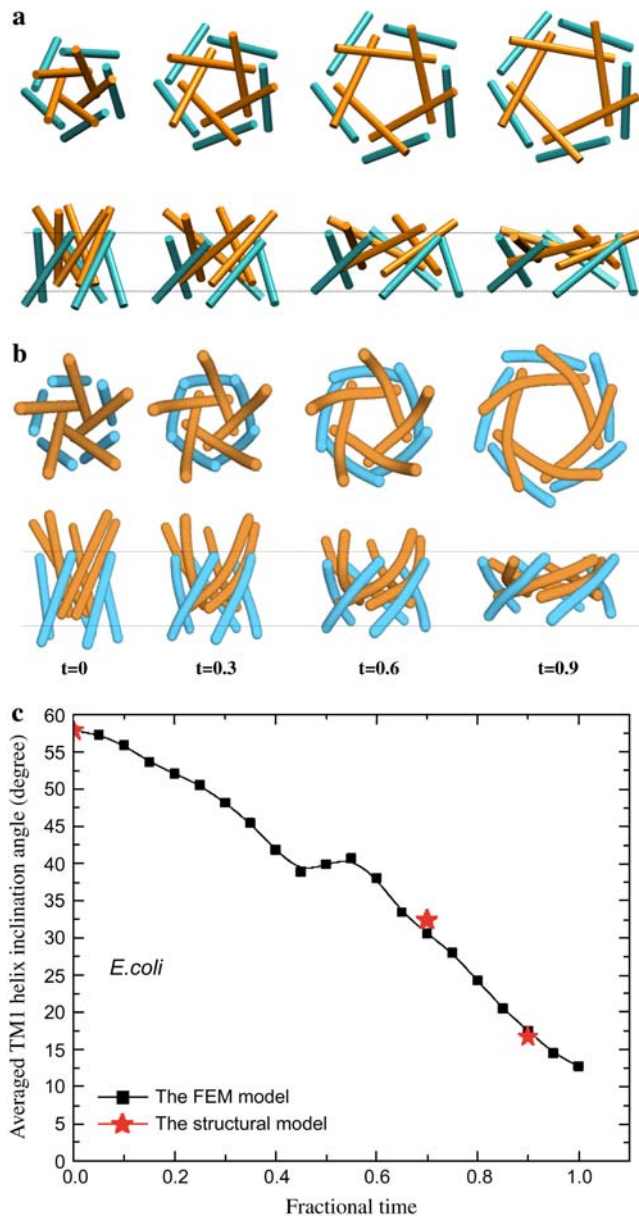 a
b
t=0 t=0.3 t=0.6 t=0.9
c
60
55
50
45
40
35
30
25
20
15
10
5
0
Averaged TM1 helix inclination angle (degree)
E.coli
The FEM model
The structural model
0.0 0.2 0.4 0.6 0.8 1.0
Fractional time